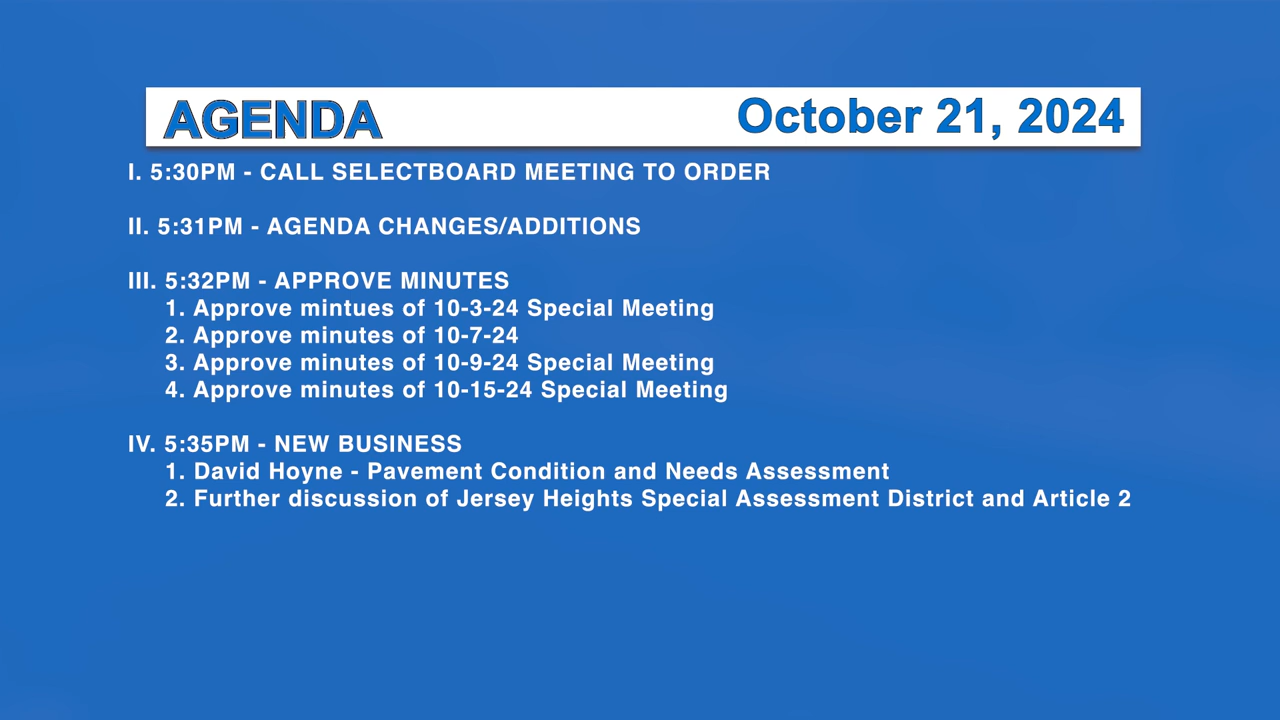 AGENDA October 21, 2024
I. 5:30PM - CALL SELECTBOARD MEETING TO ORDER
II. 5:31PM - AGENDA CHANGES/ADDITIONS
III. 5:32PM - APPROVE MINUTES
1. Approve mintues of 10-3-24 Special Meeting
2. Approve minutes of 10-7-24
3. Approve minutes of 10-9-24 Special Meeting
4. Approve minutes of 10-15-24 Special Meeting
IV. 5:35PM - NEW BUSINESS
1. David Hoyne - Pavement Condition and Needs Assessment
2. Further discussion of Jersey Heights Special Assessment District and Article 2